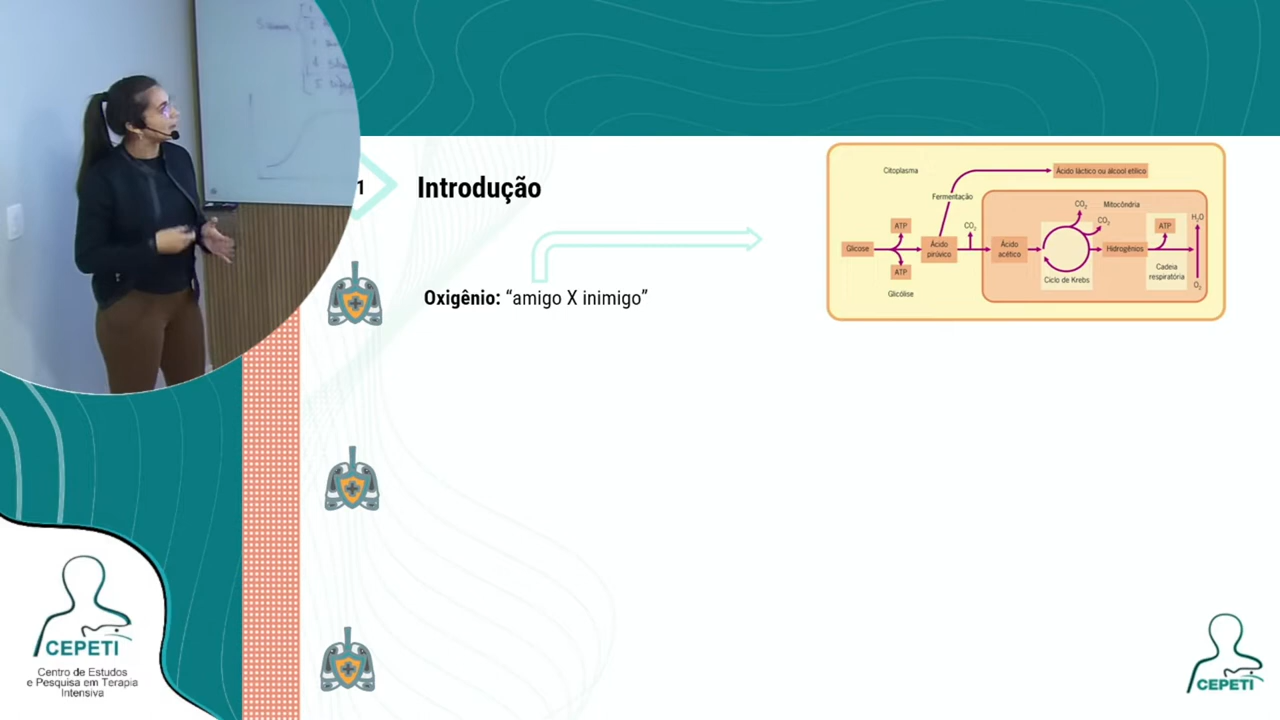 1
Introdução
Oxigênio: “amigo X inimigo”
Citoplasma
Ácido láctico ou álcool etílico
Fermentação
CO₂
Mitocôndria
CO₂
H₂O
ATP
CO₂
ATP
Glicose
Ácido
pirúvico
Ácido
acético
Hidrogênios
ATP
Cadeia
respiratória
Ciclo de Krebs
O₂
Glicólise
CEPETI
Centro de Estudos
e Pesquisa em Terapia
Intensiva
CEPETI